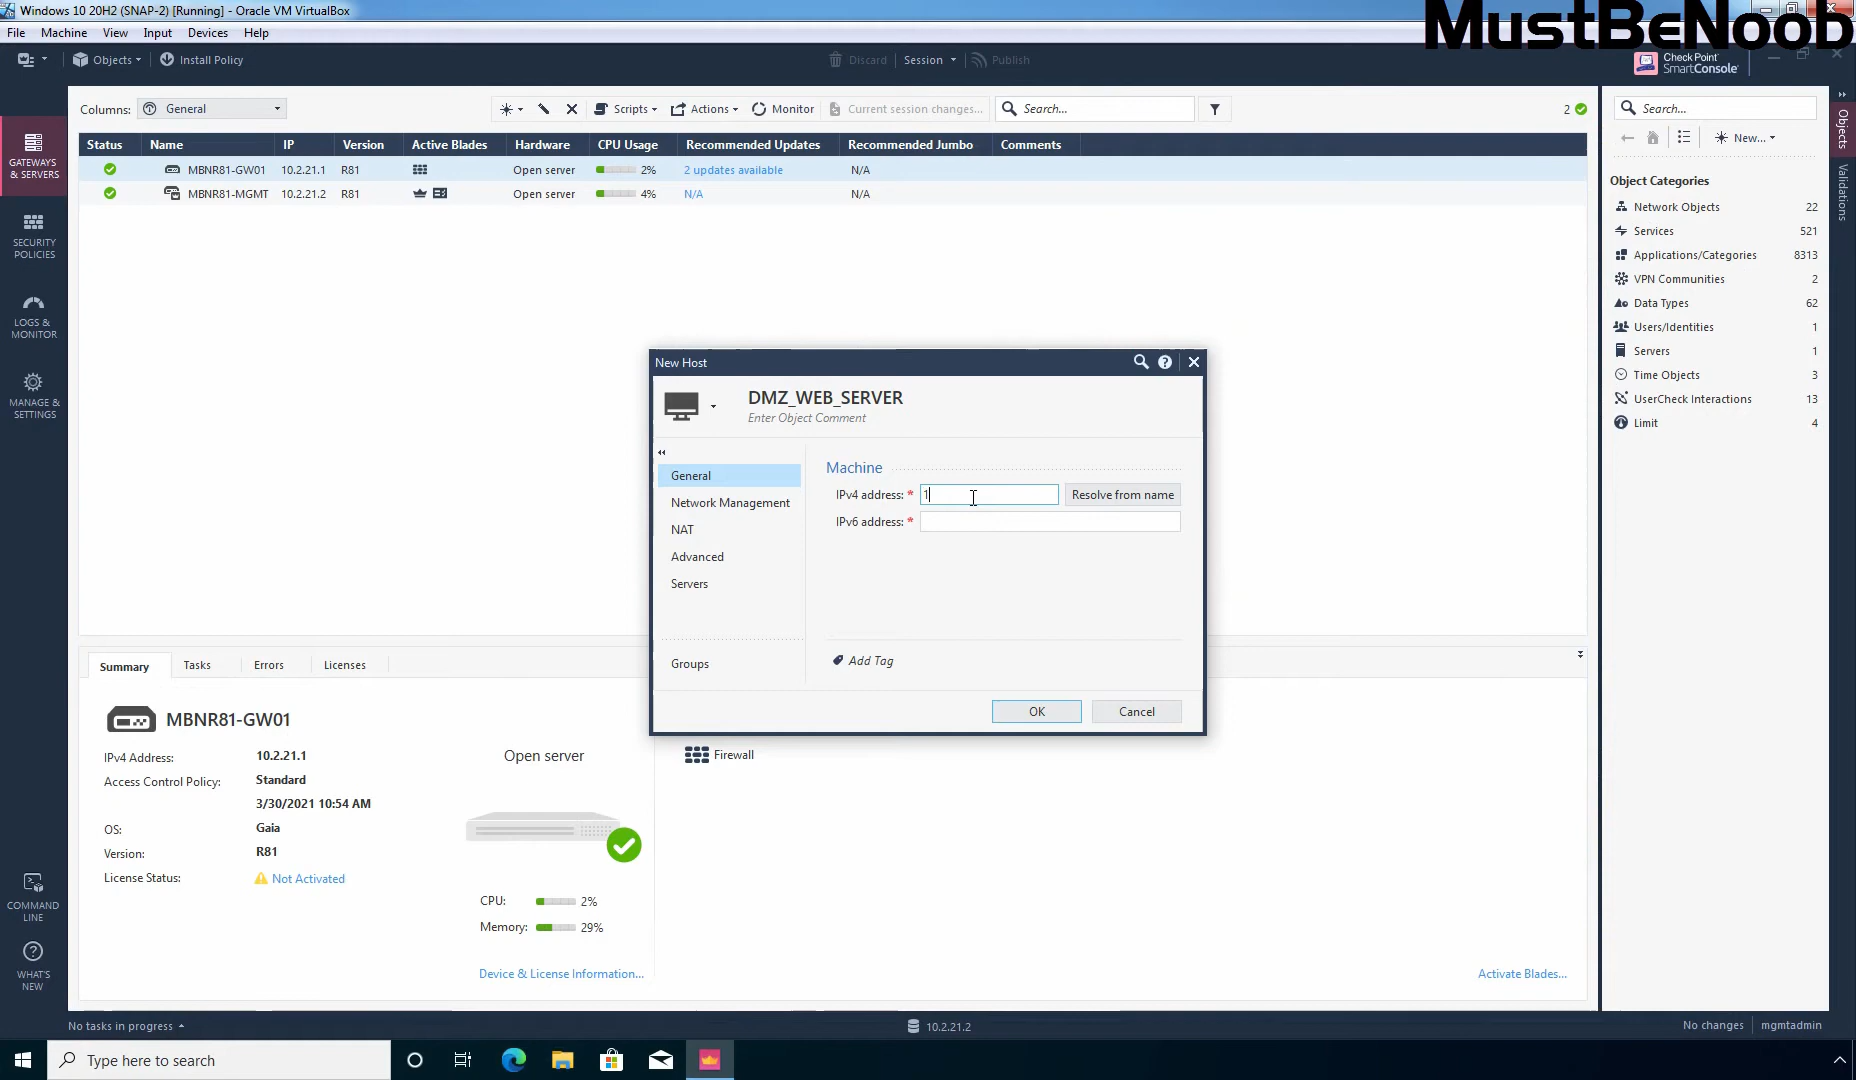 Windows 10 20H2 (SNAP-2) [Running] - Oracle VM VirtualBox
MustBeNoob
File Machine View Input Devices Help
Objects Install Policy Discard Session Publish
Check Point
SmartConsole
Columns: General Scripts Actions Monitor Current session changes... Search... 2
Search...
New...
Status Name IP Version Active Blades Hardware CPU Usage Recommended Updates Recommended Jumbo Comments
MBNR81-GW01 10.2.21.1 R81 Open server 2% 2 updates available N/A
MBNR81-MGMT 10.2.21.2 R81 Open server 4% N/A N/A
GATEWAYS
& SERVERS
SECURITY
POLICIES
LOGS &
MONITOR
MANAGE &
SETTINGS
COMMAND
LINE
WHAT'S
NEW
Object Categories
Network Objects 22
Services 521
Applications/Categories 8313
VPN Communities 2
Data Types 62
Users/Identities 1
Servers 1
Time Objects 3
UserCheck Interactions 13
Limit 4
Objects
Validations
New Host
DMZ_WEB_SERVER
Enter Object Comment
General
Network Management
NAT
Advanced
Servers
Groups
Machine
IPv4 address: * 1 Resolve from name
IPv6 address: *
Add Tag
OK Cancel
Summary Tasks Errors Licenses
MBNR81-GW01
IPv4 Address: 10.2.21.1
Access Control Policy: Standard
3/30/2021 10:54 AM
OS: Gaia
Version: R81
License Status: Not Activated
Open server
CPU: 2%
Memory: 29%
Device & License Information...
Firewall
Activate Blades...
No tasks in progress 10.2.21.2 No changes mgmtadmin
Type here to search